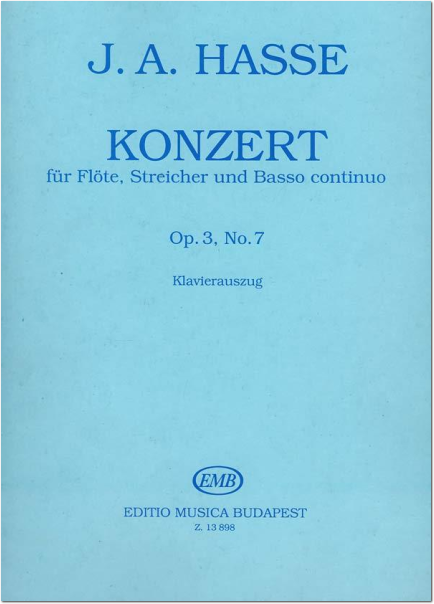 J. A. HASSE
KONZERT
für Flöte, Streicher und Basso continuo
Op. 3, No. 7
Klavierauszug
EMB
EDITIO MUSICA BUDAPEST
Z. 13 898